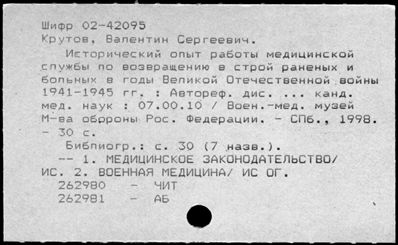 Шифр 02-42095
Крутов, Валентин Сергеевич.
Исторический опыт работы медицинской
службы по возвращению в строй раненых и
больных в годы Великой Отечественной войны
1941-1945 гг. : Автореф. дис. ... канд.
мед. наук : 07.00.10 / Воен.-мед. музей
М-ва обороны Рос. Федерации. - СПб., 1998.
- 30 с.
Библиогр.: с. 30 (7 назв.).
-- 1. МЕДИЦИНСКОЕ ЗАКОНОДАТЕЛЬСТВО/
ИС. 2. ВОЕННАЯ МЕДИЦИНА/ ИС ОГ.
262980 - ЧИТ
262981 - АБ